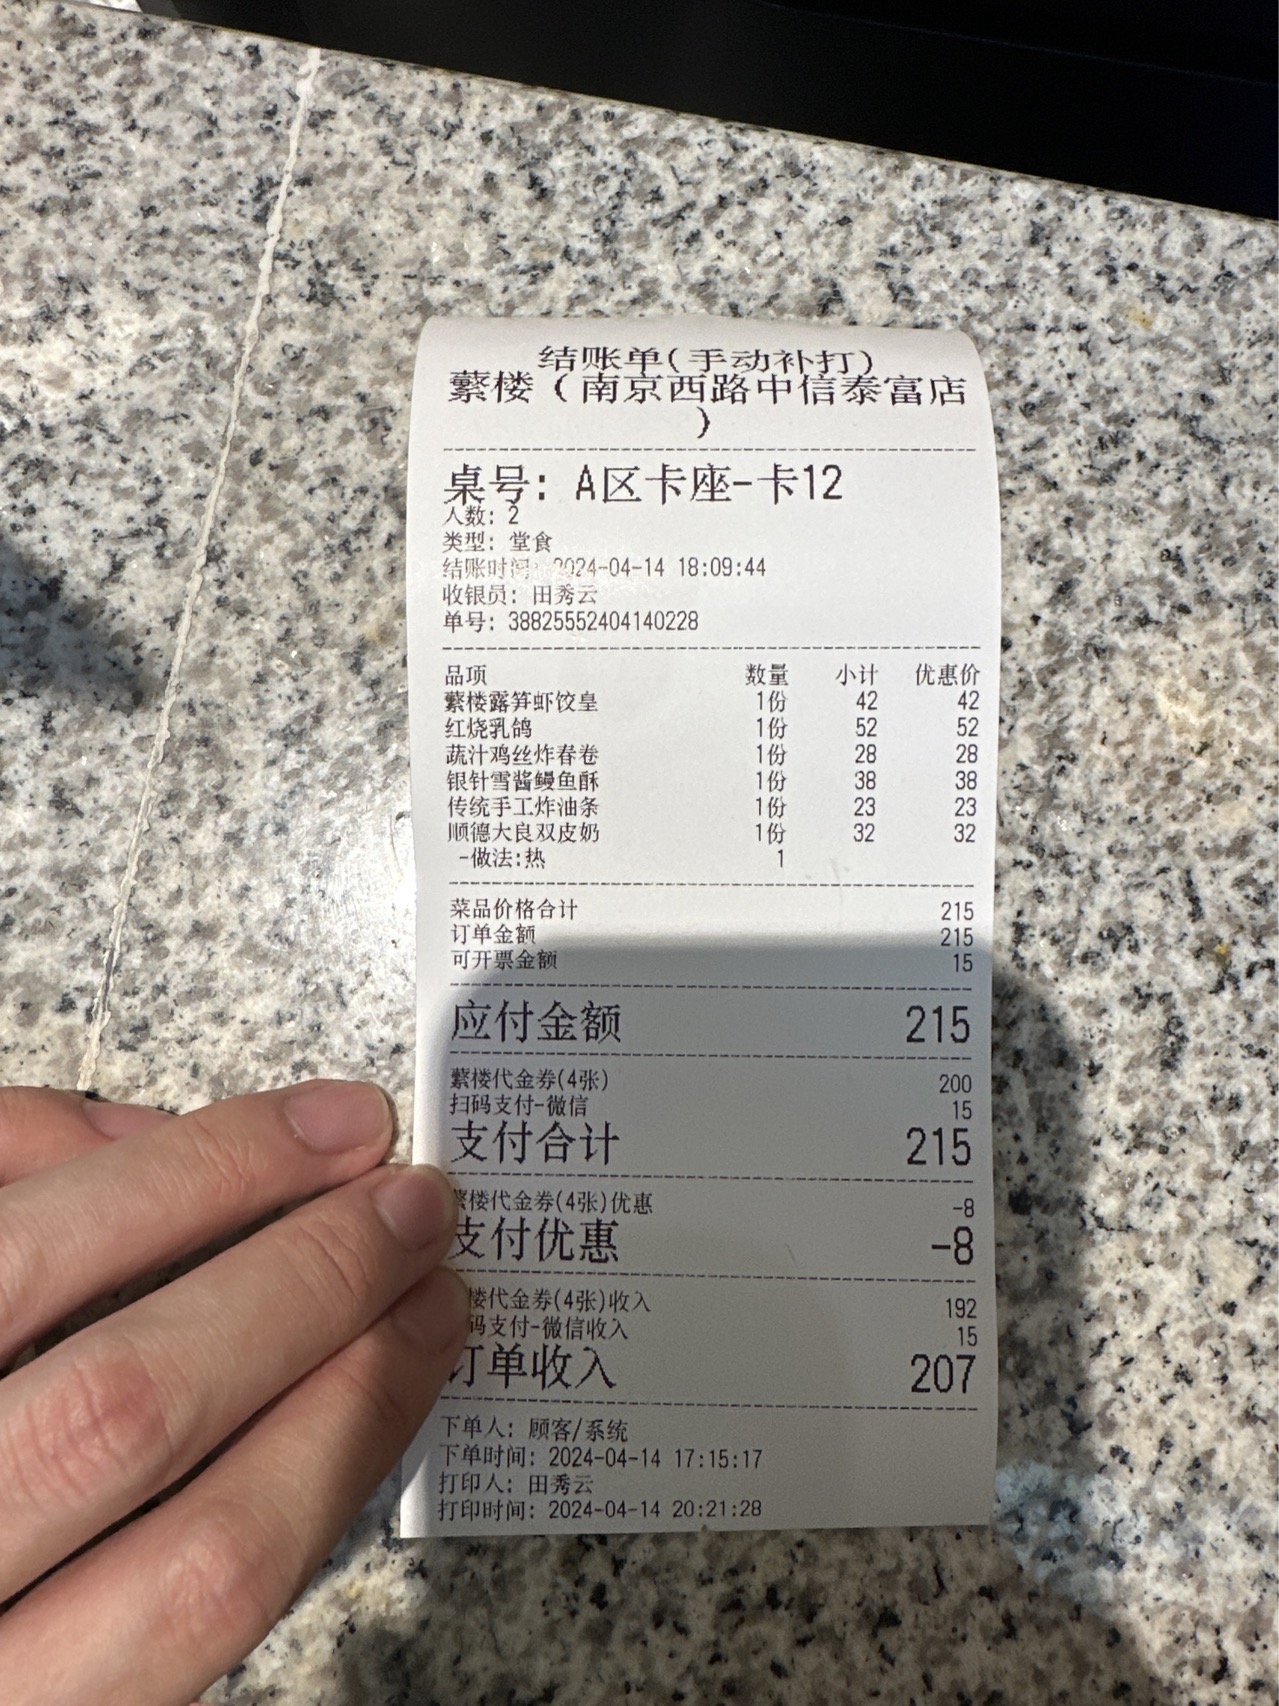 结账单(手动补打)
蘩楼(南京西路中信泰富店
)
桌号: A区卡座-卡12
人数: 2
类型: 堂食
结账时间: 2024-04-14 18:09:44
收银员: 田秀云
单号: 38825552404140228
品项 数量 小计 优惠价
蘩楼露笋虾饺皇 1份 42 42
红烧乳鸽 1份 52 52
蔬汁鸡丝炸春卷 1份 28 28
银针雪酱鳗鱼酥 1份 38 38
传统手工炸油条 1份 23 23
顺德大良双皮奶 1份 32 32
-做法:热 1
菜品价格合计 215
订单金额 215
可开票金额 15
应付金额 215
蘩楼代金券(4张) 200
扫码支付-微信 15
支付合计 215
蘩楼代金券(4张)优惠 -8
支付优惠 -8
楼代金券(4张)收入 192
码支付-微信收入 15
订单收入 207
下单人: 顾客/系统
下单时间: 2024-04-14 17:15:17
打印人: 田秀云
打印时间: 2024-04-14 20:21:28